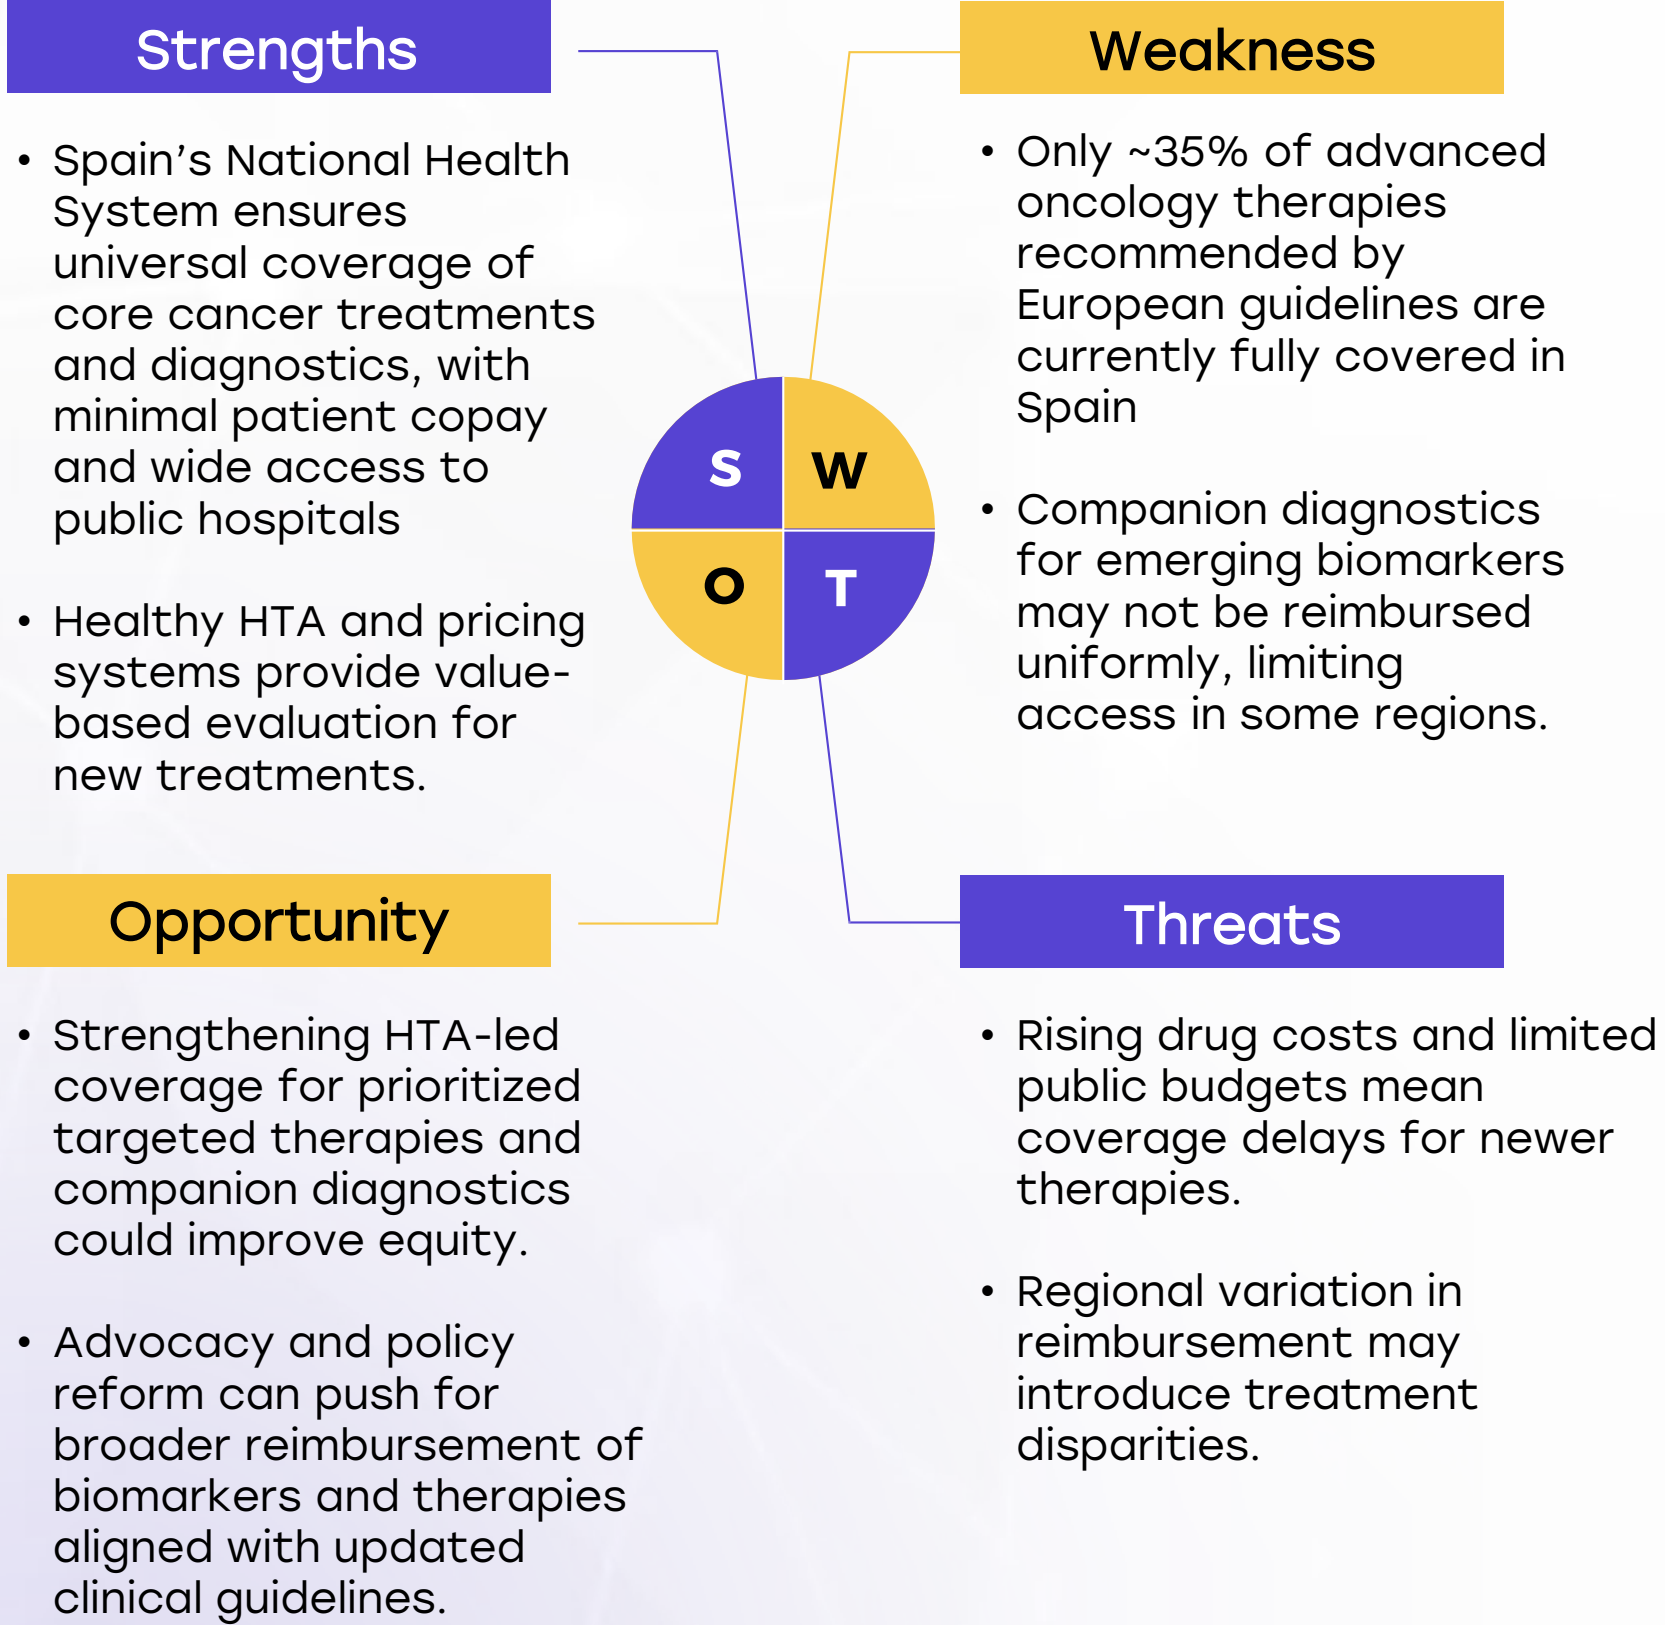 Strengths
• Spain’s National Health
System ensures
universal coverage of
core cancer treatments
and diagnostics, with
minimal patient copay
and wide access to
public hospitals
• Healthy HTA and pricing
systems provide value-
based evaluation for
new treatments.
Weakness
• Only ~35% of advanced
oncology therapies
recommended by
European guidelines are
currently fully covered in
Spain
• Companion diagnostics
for emerging biomarkers
may not be reimbursed
uniformly, limiting
access in some regions.
S W
O T
Opportunity
• Strengthening HTA-led
coverage for prioritized
targeted therapies and
companion diagnostics
could improve equity.
• Advocacy and policy
reform can push for
broader reimbursement of
biomarkers and therapies
aligned with updated
clinical guidelines.
Threats
• Rising drug costs and limited
public budgets mean
coverage delays for newer
therapies.
• Regional variation in
reimbursement may
introduce treatment
disparities.